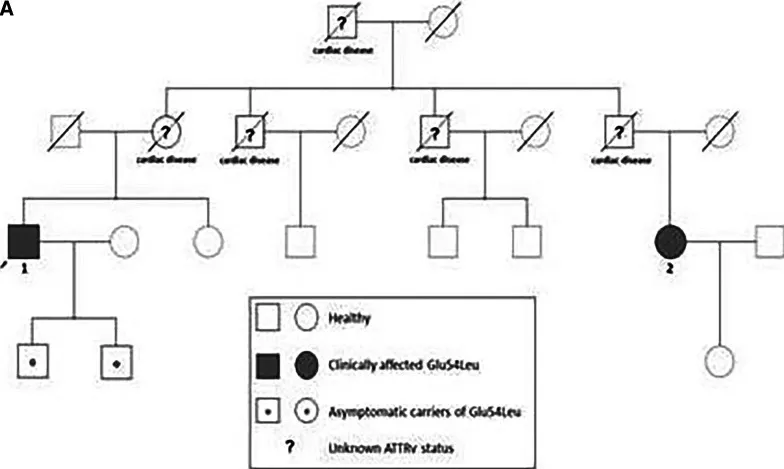 A
?
cardiac disease
? ? ? ?
cardiac disease cardiac disease cardiac disease cardiac disease
1 2
Healthy
Clinically affected Glu54Leu
Asymptomatic carriers of Glu54Leu
? Unknown ATTRv status